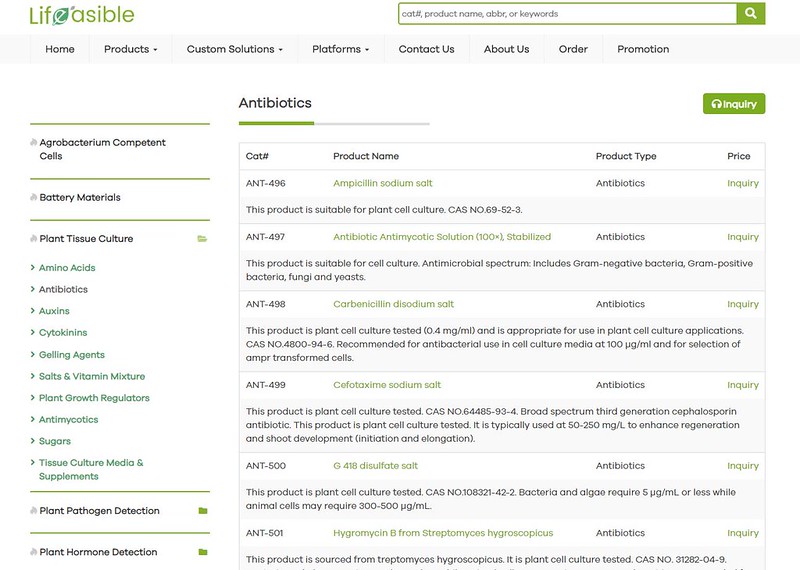 Lifeasible
cat#, product name, abbr, or keywords
Home
Products
Custom Solutions
Platforms
Contact Us
About Us
Order
Promotion
Agrobacterium Competent
Cells
Battery Materials
Plant Tissue Culture
Amino Acids
Antibiotics
Auxins
Cytokinins
Gelling Agents
Salts & Vitamin Mixture
Plant Growth Regulators
Antimycotics
Sugars
Tissue Culture Media &
Supplements
Plant Pathogen Detection
Plant Hormone Detection
Antibiotics
Inquiry
Cat# Product Name Product Type Price
ANT-496 Ampicillin sodium salt Antibiotics Inquiry
This product is suitable for plant cell culture. CAS NO.69-52-3.
ANT-497 Antibiotic Antimycotic Solution (100×), Stabilized Antibiotics Inquiry
This product is suitable for cell culture. Antimicrobial spectrum: Includes Gram-negative bacteria, Gram-positive
bacteria, fungi and yeasts.
ANT-498 Carbenicillin disodium salt Antibiotics Inquiry
This product is plant cell culture tested (0.4 mg/ml) and is appropriate for use in plant cell culture applications.
CAS NO.4800-94-6. Recommended for antibacterial use in cell culture media at 100 µg/ml and for selection of
ampr transformed cells.
ANT-499 Cefotaxime sodium salt Antibiotics Inquiry
This product is plant cell culture tested. CAS NO.64485-93-4. Broad spectrum third generation cephalosporin
antibiotic. This product is plant cell culture tested. It is typically used at 50-250 mg/L to enhance regeneration
and shoot development (initiation and elongation).
ANT-500 G 418 disulfate salt Antibiotics Inquiry
This product is plant cell culture tested. CAS NO.108321-42-2. Bacteria and algae require 5 µg/mL or less while
animal cells may require 300-500 µg/mL.
ANT-501 Hygromycin B from Streptomyces hygroscopicus Antibiotics Inquiry
This product is sourced from treptomyces hygroscopicus. It is plant cell culture tested. CAS NO. 31282-04-9.